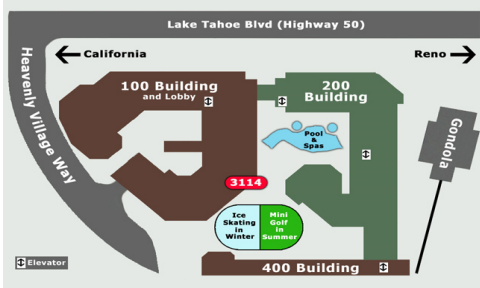 Lake Tahoe Blvd (Highway 50)
California
Reno
Heavenly Village Way
100 Building
and Lobby
200
Building
Gondola
Pool
&
Spas
3114
Ice
Skating
in
Winter
Mini
Golf
in
Summer
Elevator
400 Building